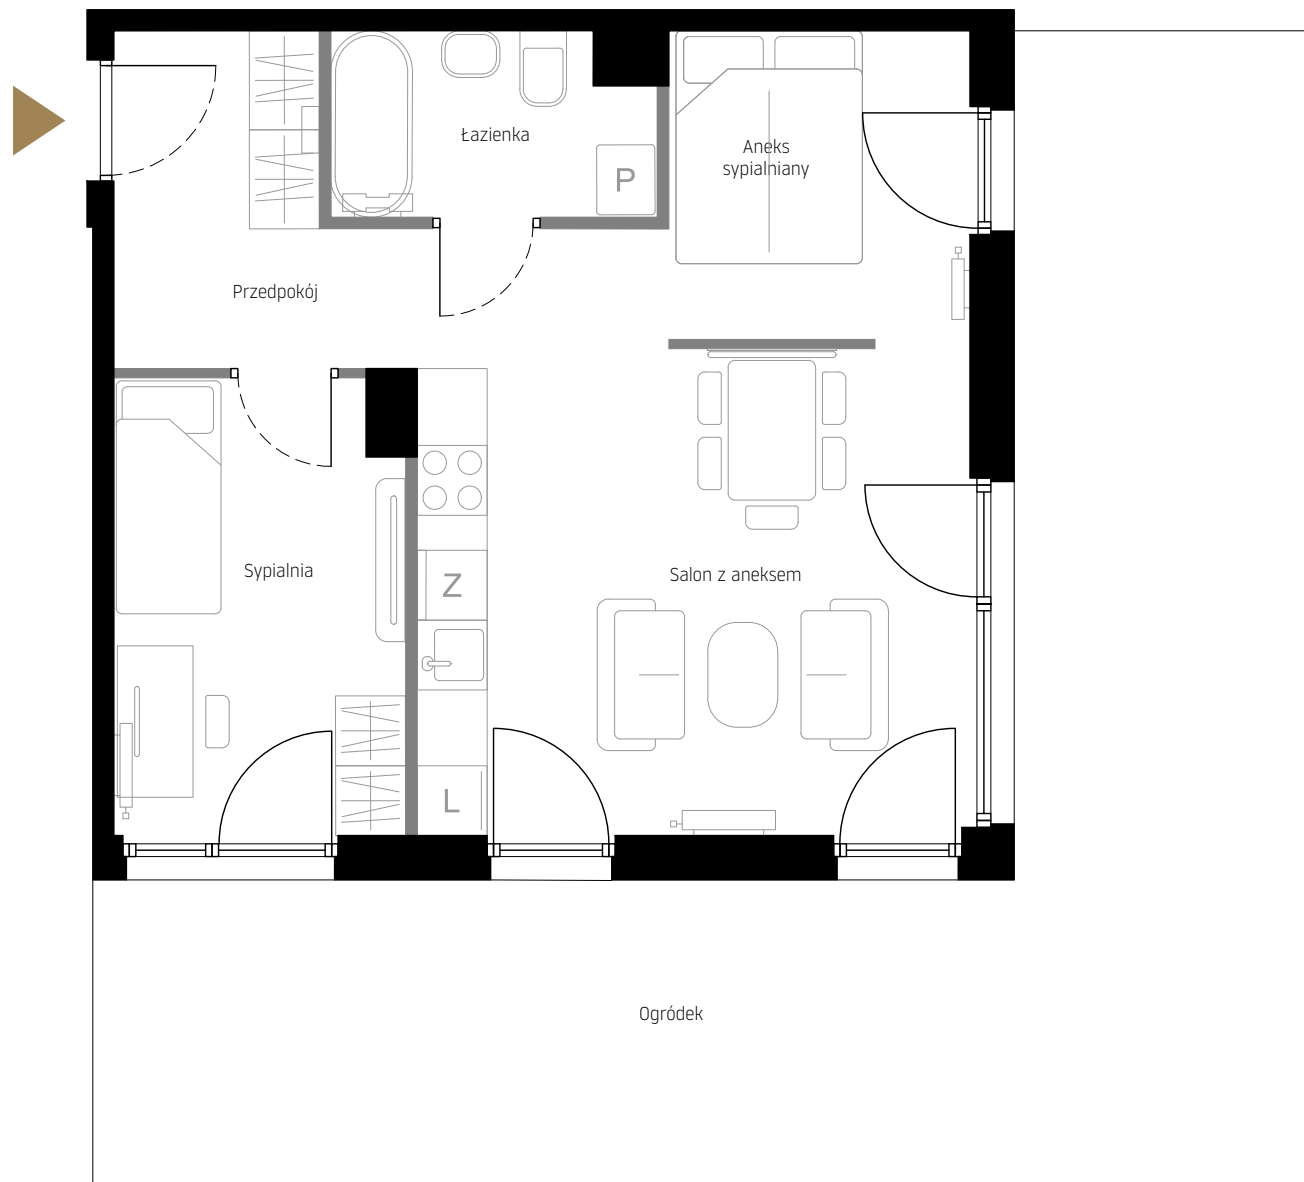 Łazienka
P
Aneks
sypialniany
Przedpokój
Sypialnia
Z
Salon z aneksem
L
Ogródek